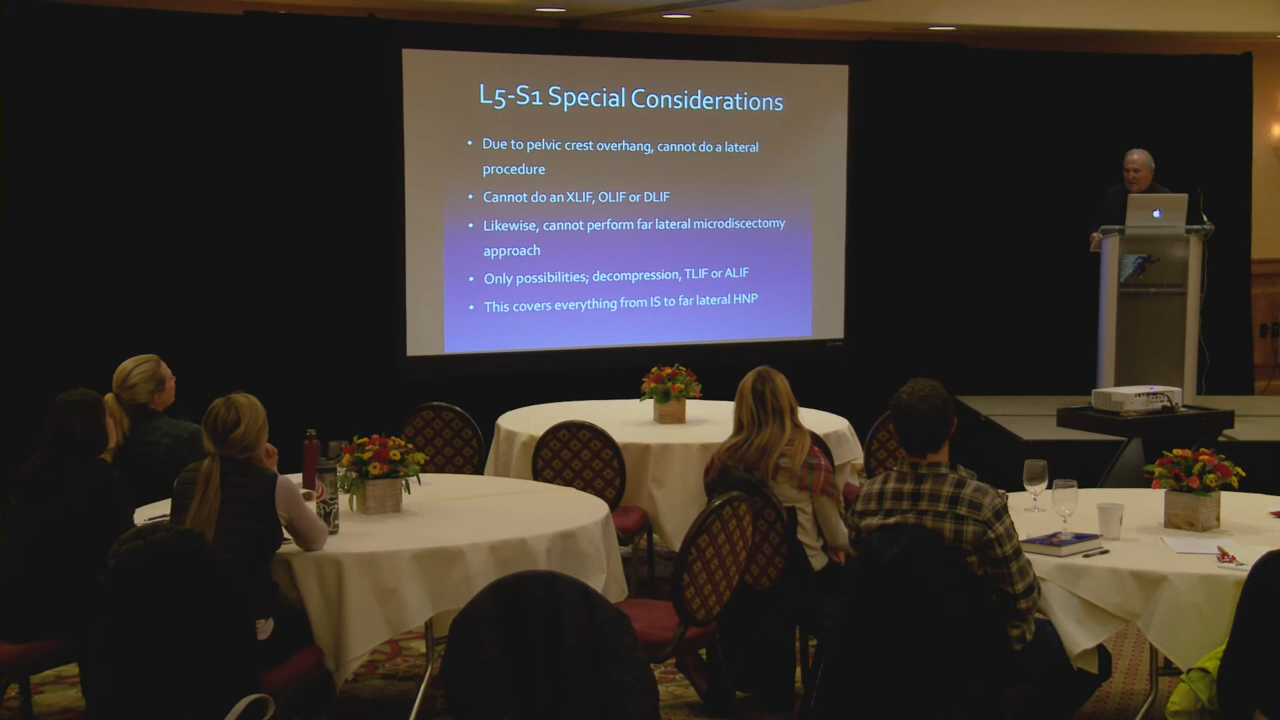 L5-S1 Special Considerations
• Due to pelvic crest overhang, cannot do a lateral
procedure
• Cannot do an XLIF, OLIF or DLIF
• Likewise, cannot perform far lateral microdiscectomy
approach
• Only possibilities; decompression, TLIF or ALIF
• This covers everything from IS to far lateral HNP